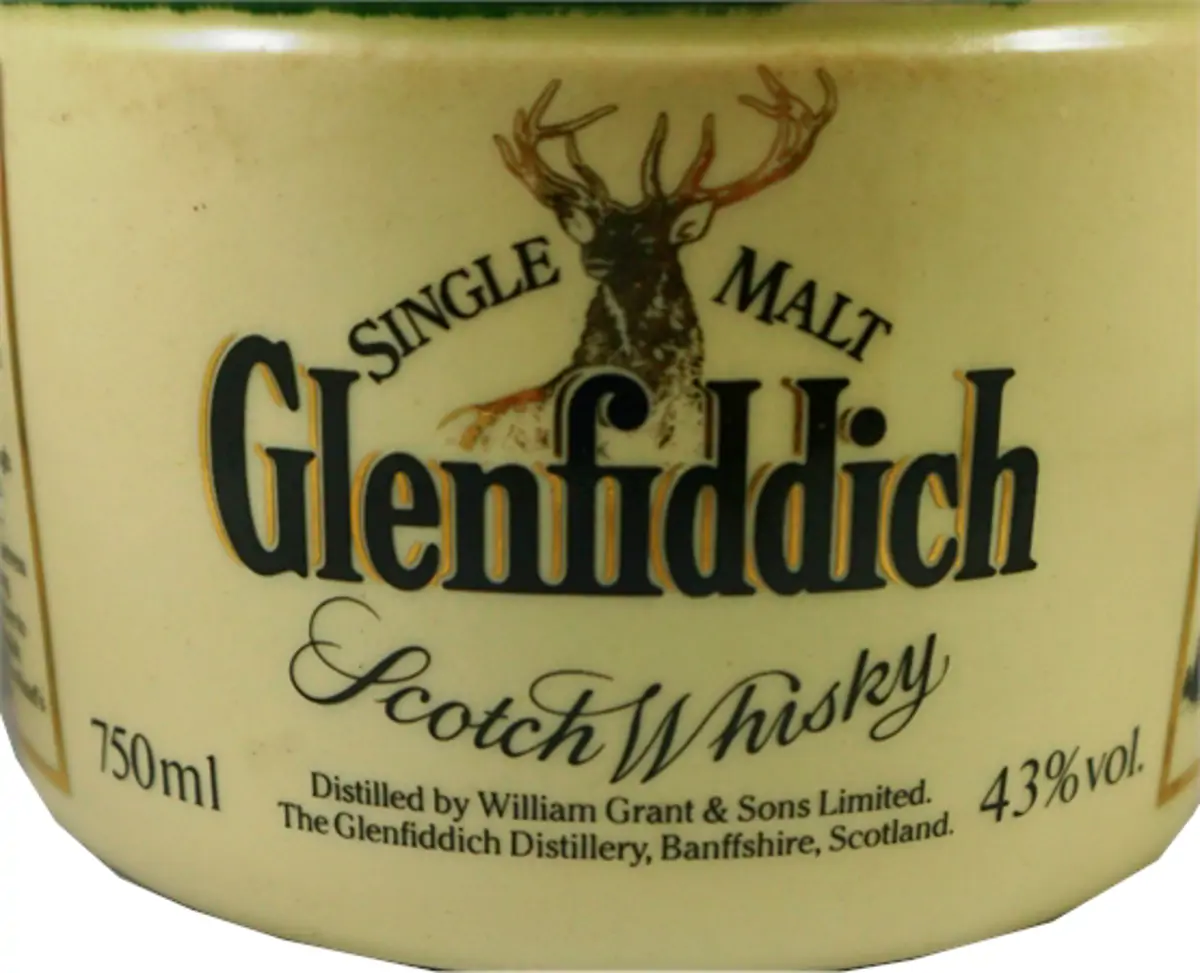 SINGLE MALT
Glenfiddich
Scotch Whisky
750ml
43% vol.
Distilled by William Grant & Sons Limited.
The Glenfiddich Distillery, Banffshire, Scotland.